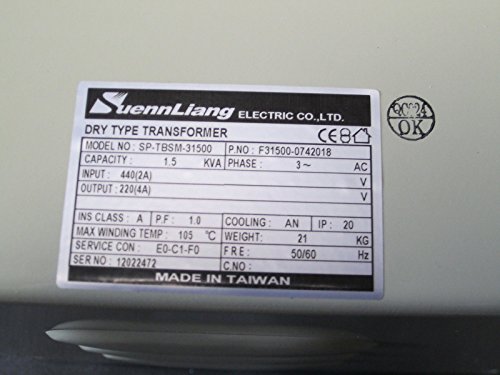 SuennLiang ELECTRIC CO.,LTD.
DRY TYPE TRANSFORMER CE
MODEL NO : SP-TBSM-31500 P.NO : F31500-0742018
CAPACITY : 1.5 KVA PHASE : 3~ AC
INPUT : 440(2A) V
OUTPUT : 220(4A) V
INS CLASS : A P.F : 1.0 COOLING : AN IP : 20
MAX WINDING TEMP : 105 ℃ WEIGHT : 21 KG
SERVICE CON : E0-C1-F0 F R E : 50/60 Hz
SER NO : 12022472 C.NO :
MADE IN TAIWAN
QC024
OK